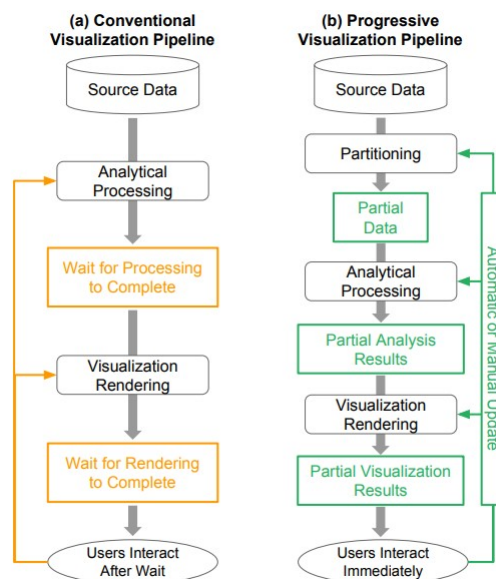 (a) Conventional
Visualization Pipeline
Source Data
Analytical
Processing
Wait for Processing
to Complete
Visualization
Rendering
Wait for Rendering
to Complete
Users Interact
After Wait
(b) Progressive
Visualization Pipeline
Source Data
Partitioning
Partial
Data
Analytical
Processing
Partial Analysis
Results
Visualization
Rendering
Partial Visualization
Results
Users Interact
Immediately
Automatic or Manual Update